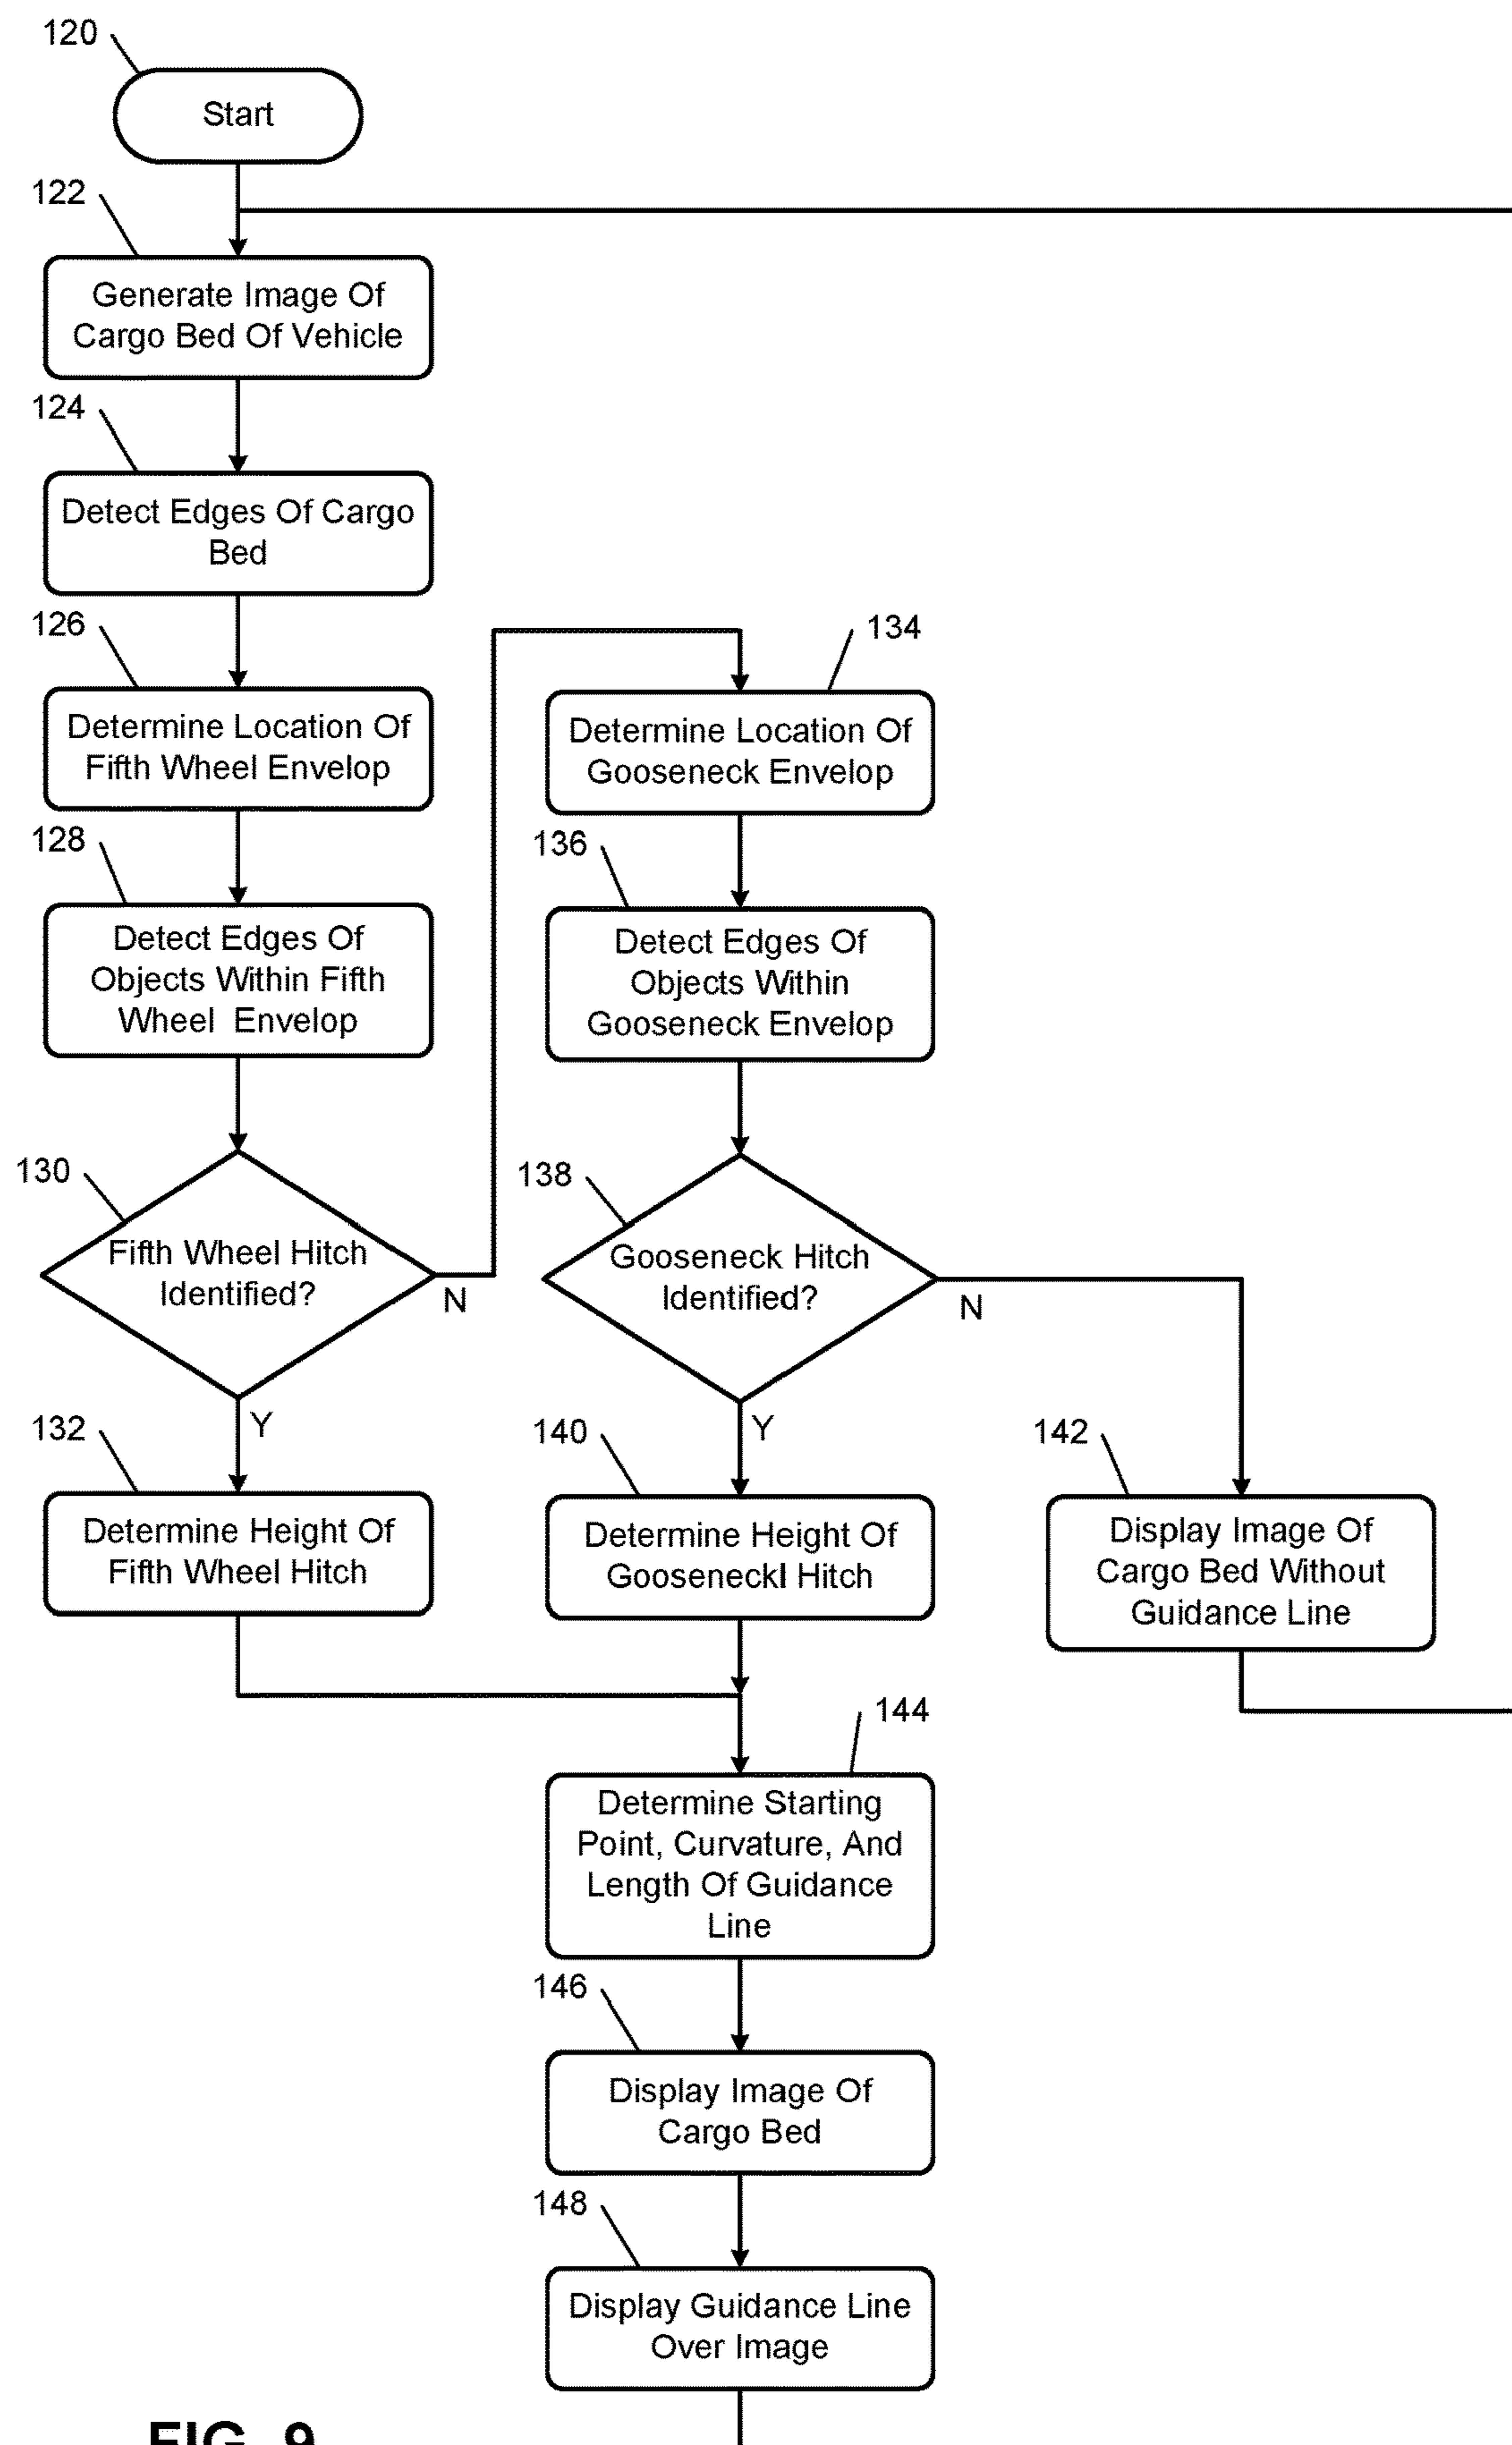 120
Start
122
Generate Image Of
Cargo Bed Of Vehicle
124
Detect Edges Of Cargo
Bed
126
Determine Location Of
Fifth Wheel Envelop
128
Detect Edges Of
Objects Within Fifth
Wheel Envelop
130
Fifth Wheel Hitch
Identified?
N
Y
132
Determine Height Of
Fifth Wheel Hitch
134
Determine Location Of
Gooseneck Envelop
136
Detect Edges Of
Objects Within
Gooseneck Envelop
138
Gooseneck Hitch
Identified?
N
Y
140
Determine Height Of
Gooseneckl Hitch
142
Display Image Of
Cargo Bed Without
Guidance Line
144
Determine Starting
Point, Curvature, And
Length Of Guidance
Line
146
Display Image Of
Cargo Bed
148
Display Guidance Line
Over Image
FIG. 9